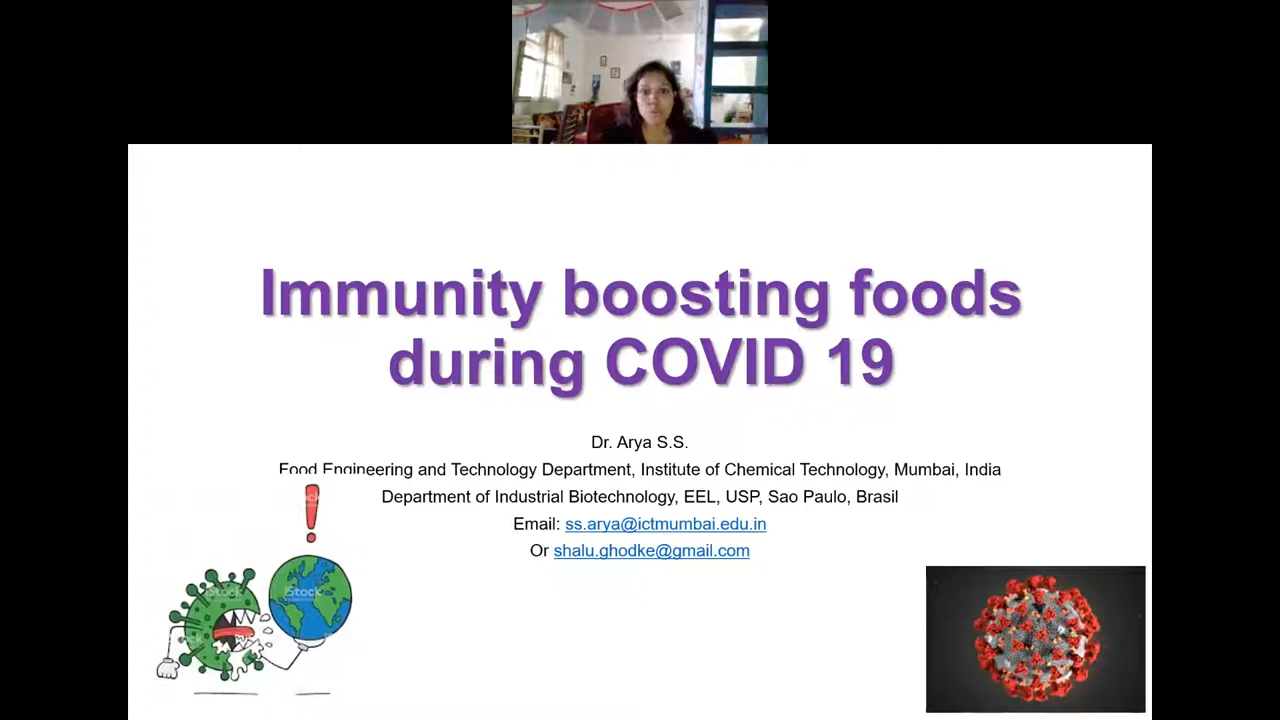 Immunity boosting foods
during COVID 19
Dr. Arya S.S.
Food Engineering and Technology Department, Institute of Chemical Technology, Mumbai, India
Department of Industrial Biotechnology, EEL, USP, Sao Paulo, Brasil
Email: ss.arya@ictmumbai.edu.in
Or shalu.ghodke@gmail.com
iStock
iStock